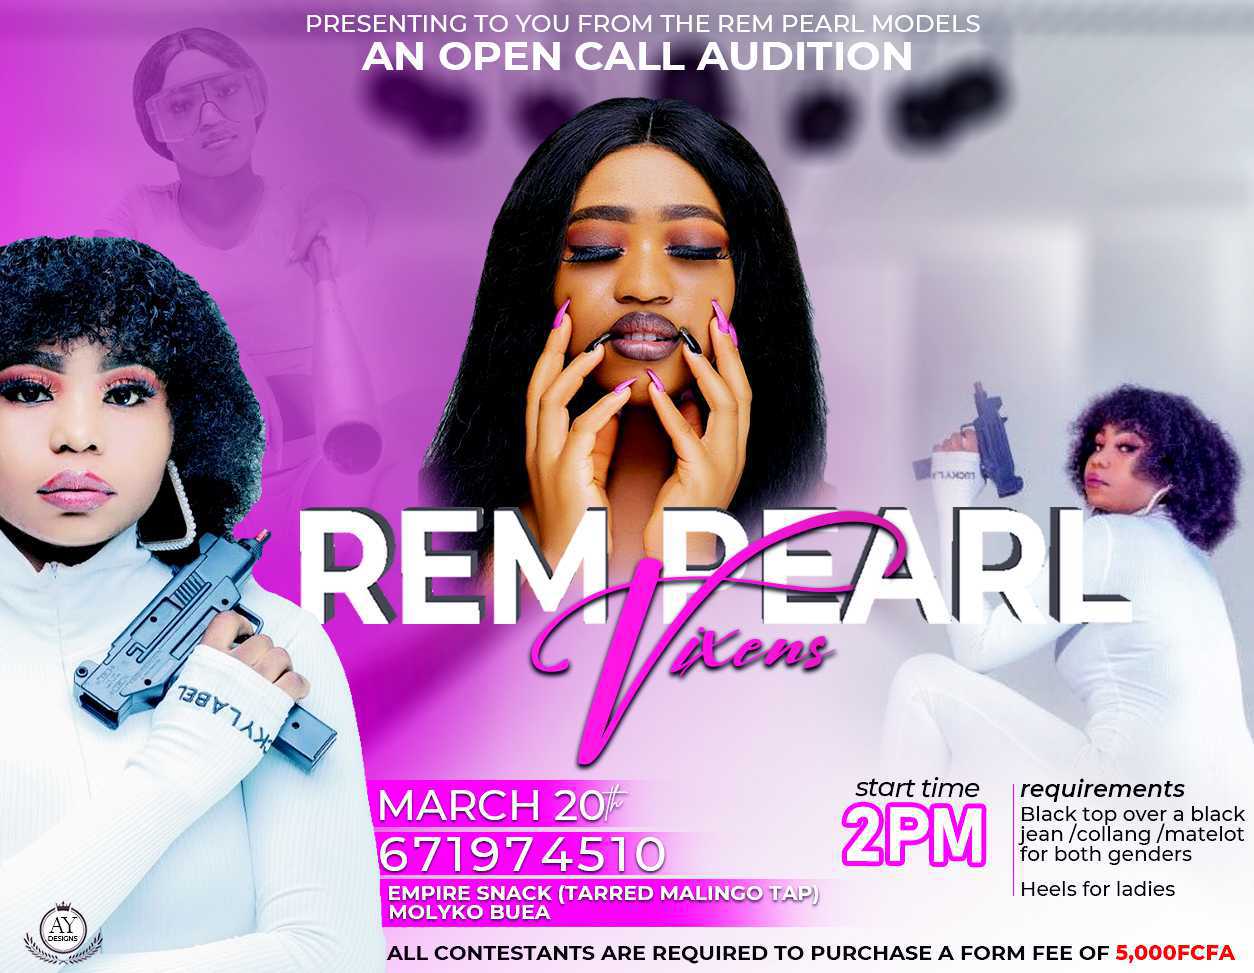 PRESENTING TO YOU FROM THE REM PEARL MODELS
AN OPEN CALL AUDITION
REM PEARL
Vixens
LUCKY LABEL
MARCH 20th
671974510
EMPIRE SNACK (TARRED MALINGO TAP)
MOLYKO BUEA
start time
2PM
requirements
Black top over a black
jean /collang /matelot
for both genders
Heels for ladies
AY
DESIGNS
ALL CONTESTANTS ARE REQUIRED TO PURCHASE A FORM FEE OF 5,000FCFA